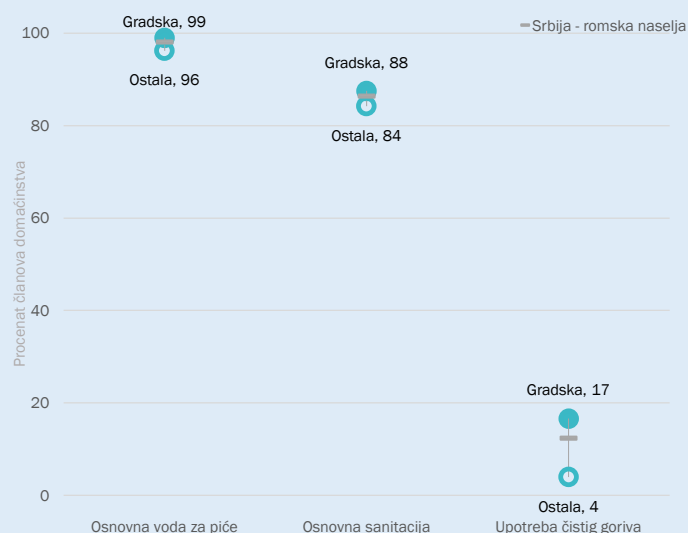 Srbija - romska naselja
Procenat članova domaćinstva
100
80
60
40
20
0
Gradska, 99
Ostala, 96
Gradska, 88
Ostala, 84
Gradska, 17
Ostala, 4
Osnovna voda za piće
Osnovna sanitacija
Upotreba čistig goriva